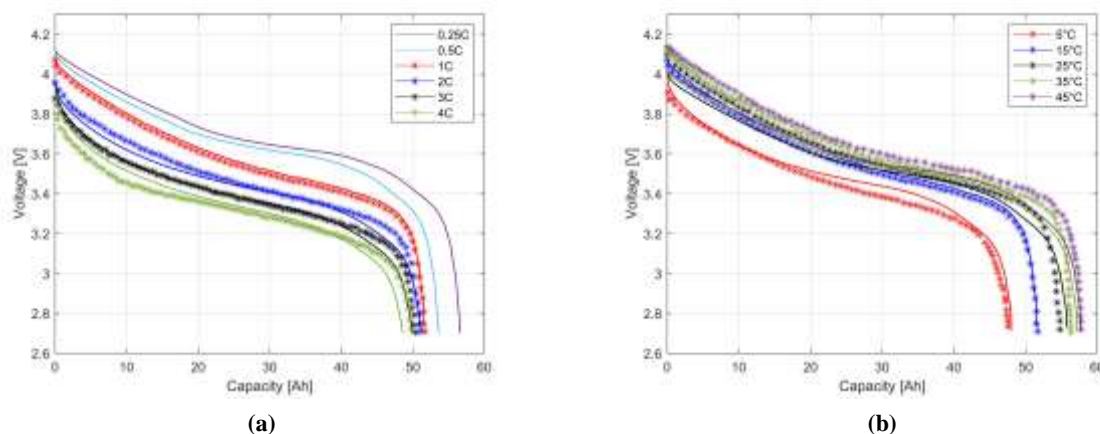 4.2
4
3.8
3.6
3.4
3.2
3
2.8
2.6
Voltage [V]
0 10 20 30 40 50 60
Capacity [Ah]
0.25C
0.5C
1C
2C
3C
4C
(a)
4.2
4
3.8
3.6
3.4
3.2
3
2.8
2.6
Voltage [V]
0 10 20 30 40 50 60
Capacity [Ah]
5°C
15°C
25°C
35°C
45°C
(b)